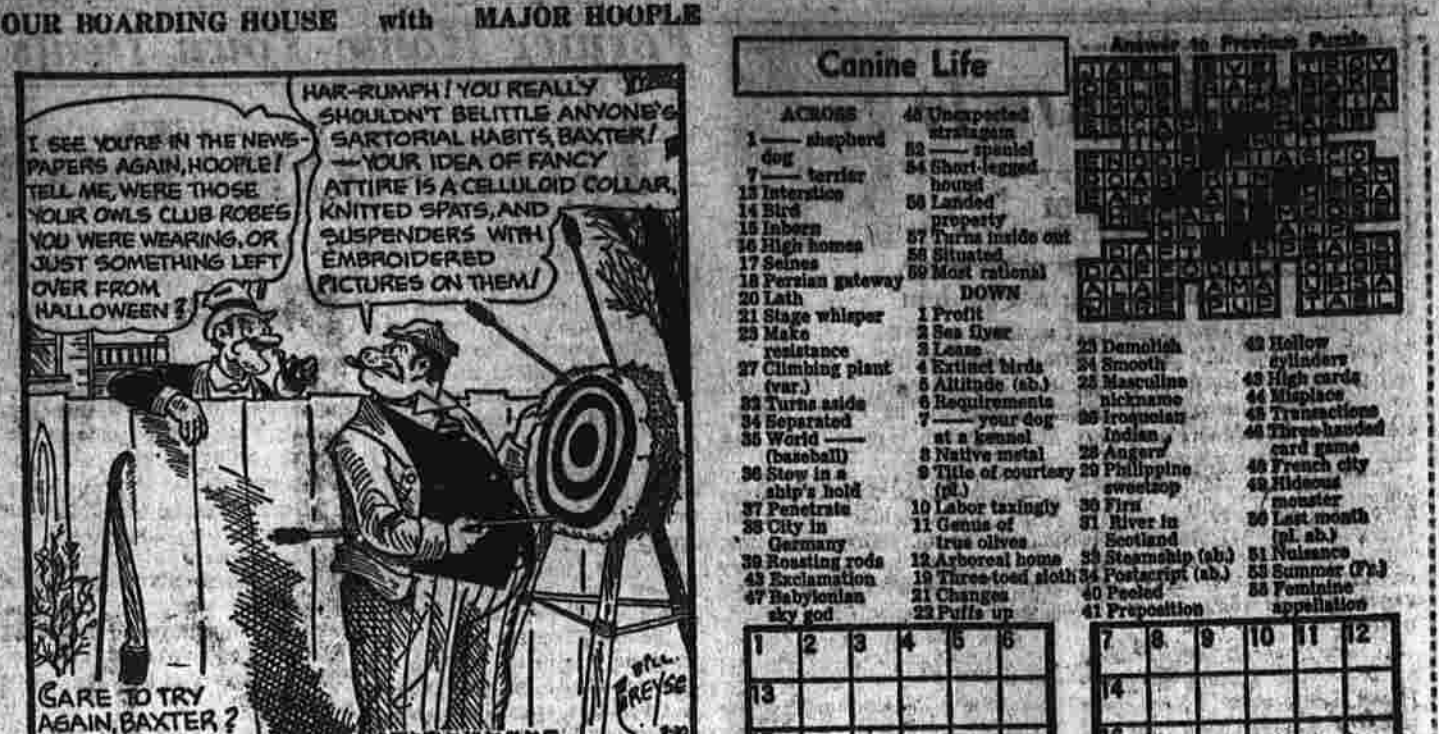 OUR BOARDING HOUSE with MAJOR HOOPLE
I SEE YOU'RE IN THE NEWS-
PAPERS AGAIN, HOOPLE!
TELL ME, WERE THOSE
YOUR OWLS CLUB ROBES
YOU WERE WEARING, OR
JUST SOMETHING LEFT
OVER FROM
HALLOWEEN?
HAR-RUMPH! YOU REALLY
SHOULDN'T BELITTLE ANYONE'S
SARTORIAL HABITS, BAXTER!
—YOUR IDEA OF FANCY
ATTIRE IS A CELLULOID COLLAR,
KNITTED SPATS, AND
SUSPENDERS WITH
EMBROIDERED
PICTURES ON THEM!
CARE TO TRY
AGAIN, BAXTER?
BILL
FREYSE
Canine Life
ACROSS
1 —— shepherd
dog
7 —— terrier
13 Interstice
14 Bird
15 Inborn
16 High homes
17 Seines
18 Persian gateway
20 Lath
21 Stage whisper
23 Make
resistance
27 Climbing plant
(var.)
32 Turns aside
34 Separated
35 World ——
(baseball)
36 Stow in a
ship's hold
37 Penetrate
38 City in
Germany
39 Roasting rods
43 Exclamation
47 Babylonian
sky god
48 Unexpected
stratagem
52 —— spaniel
54 Short-legged
hound
56 Landed
property
57 Turns inside out
58 Situated
59 Most rational
DOWN
1 Profit
2 Sea flyer
3 Lease
4 Extinct birds
5 Altitude (ab.)
6 Requirements
7 —— your dog
at a kennel
8 Native metal
9 Title of courtesy
(pl.)
10 Labor taxingly
11 Genus of
true olives
12 Arboreal home
19 Three-toed sloth
21 Changes
22 Puffs up
Answer to Previous Puzzle
23 Demolish
24 Smooth
25 Masculine
nickname
26 Iroquoian
Indian
28 Angers
29 Philippine
sweetsop
30 Firn
31 River in
Scotland
33 Steamship (ab.)
34 Postscript (ab.)
40 Peeled
41 Preposition
42 Hollow
cylinders
43 High cards
44 Misplace
45 Transactions
46 Three-handed
card game
48 French city
49 Hideous
monster
50 Last month
(pl. ab.)
51 Nuisance
53 Summer (Fr.)
55 Feminine
appellation
1 2 3 4 5 6 7 8 9 10 11 12
13 14